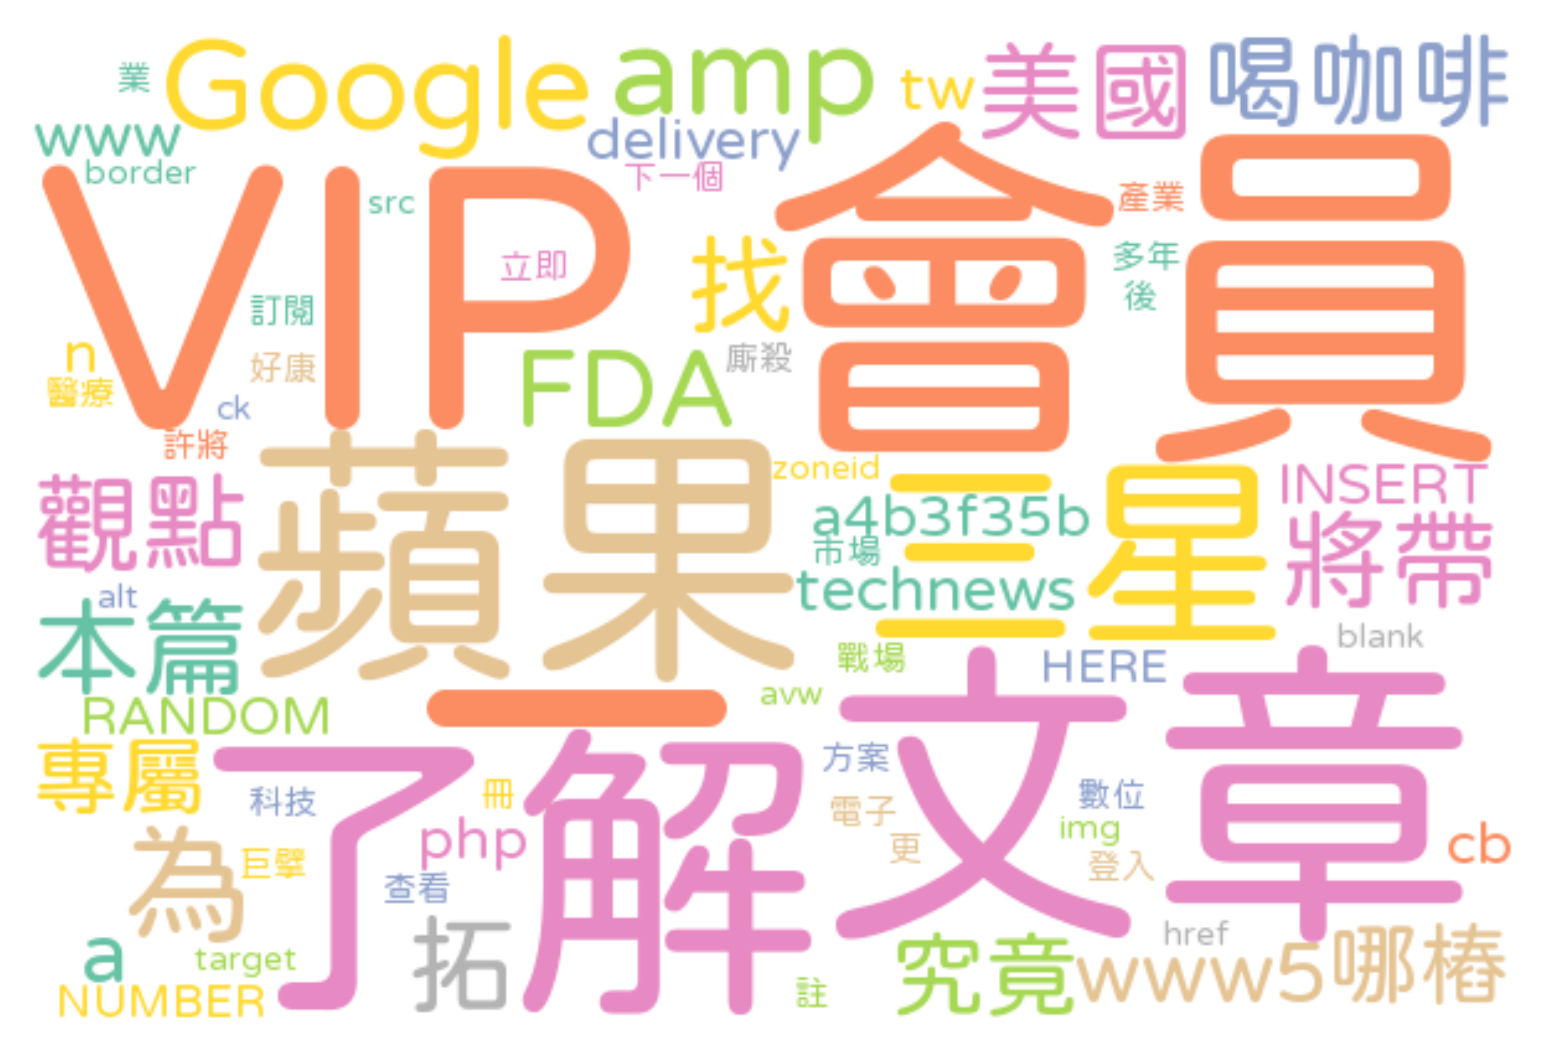 業
Google
amp
tw
美國
喝咖啡
www
delivery
border
下一個
VIP
會員
src
產業
立即
找
多年
後
訂閱
n
好康
FDA
廝殺
醫療
ck
許將
蘋果
zoneid
三星
INSERT
觀點
a4b3f35b
將帶
市場
technews
alt
本篇
blank
戰場
HERE
RANDOM
一
avw
文章
專屬
了解
方案
科技
冊
電子
數位
為
php
更
img
cb
巨擘
查看
登入
a
target
拓
href
究竟
www5
哪樁
NUMBER
註